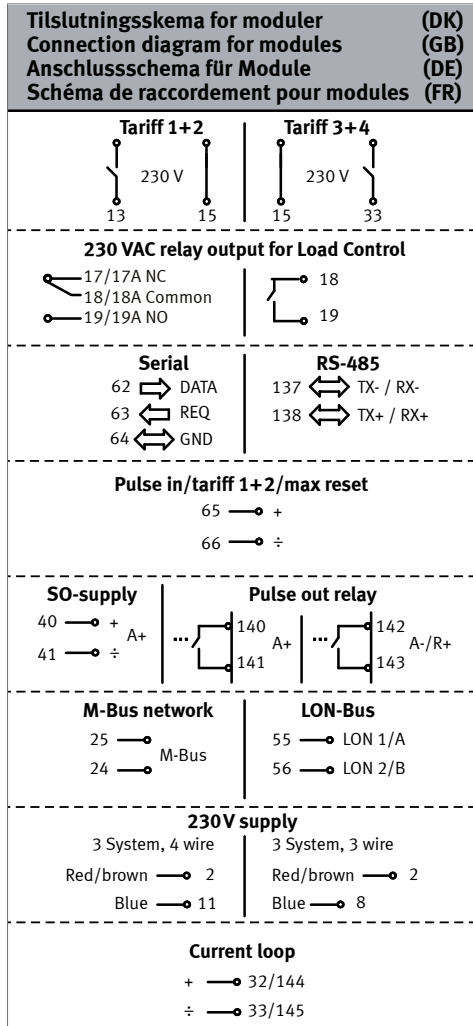 Tilslutningsskema for moduler (DK)
Connection diagram for modules (GB)
Anschlussschema für Module (DE)
Schéma de raccordement pour modules (FR)
Tariff 1+2
230 V
13 15
Tariff 3+4
230 V
15 33
230 VAC relay output for Load Control
17/17A NC
18/18A Common
19/19A NO
18
19
Serial
62 DATA
63 REQ
64 GND
RS-485
137 TX- / RX-
138 TX+ / RX+
Pulse in/tariff 1+2/max reset
65 +
66 ÷
SO-supply
40 +
A+
41 ÷
Pulse out relay
140
A+
141
142
A-/R+
143
M-Bus network
25
M-Bus
24
LON-Bus
55 LON 1/A
56 LON 2/B
230 V supply
3 System, 4 wire
Red/brown 2
Blue 11
3 System, 3 wire
Red/brown 2
Blue 8
Current loop
+ 32/144
÷ 33/145